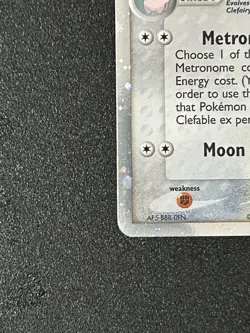 Evolves
Clefairy
Metron
Choose 1 of th
Metronome co
Energy cost. (Y
order to use th
that Pokémon
Clefable ex per
Moon
weakness